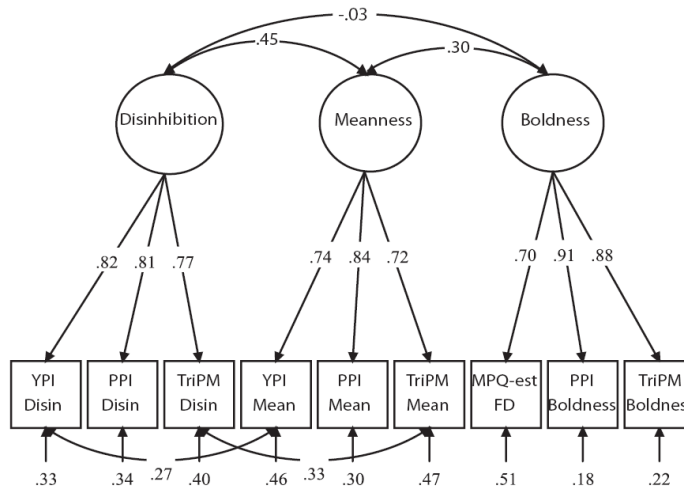 -.03
.45
.30
Disinhibition
Meanness
Boldness
.82
.81
.77
.74
.84
.72
.70
.91
.88
YPI
Disin
PPI
Disin
TriPM
Disin
YPI
Mean
PPI
Mean
TriPM
Mean
MPQ-est
FD
PPI
Boldness
TriPM
Boldnes
.33
.34
.27
.40
.46
.33
.30
.47
.51
.18
.22